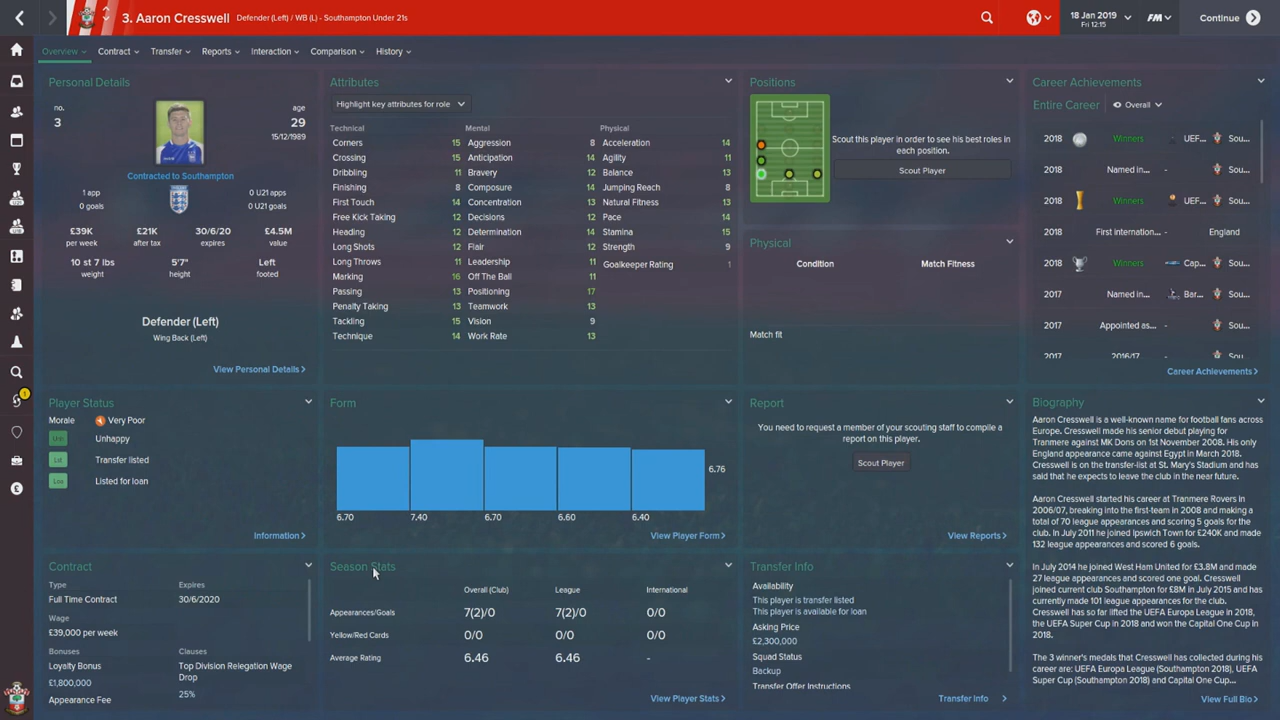 3. Aaron Cresswell
Defender (Left) / WB (L) - Southampton Under 21s
18 Jan 2019
Fri 12:15
FM
Continue
Overview
Contract
Transfer
Reports
Interaction
Comparison
History
Personal Details
no.
3
age
29
15/12/1989
Contracted to Southampton
1 app
0 goals
0 U21 apps
0 U21 goals
£39K
per week
£21K
after tax
30/6/20
expires
£4.5M
value
10 st 7 lbs
weight
5'7"
height
Left
footed
Defender (Left)
Wing Back (Left)
View Personal Details
Attributes
Highlight key attributes for role
Technical
Corners 15
Crossing 15
Dribbling 11
Finishing 8
First Touch 14
Free Kick Taking 12
Heading 12
Long Shots 12
Long Throws 11
Marking 16
Passing 13
Penalty Taking 13
Tackling 15
Technique 14
Mental
Aggression 8
Anticipation 14
Bravery 12
Composure 14
Concentration 13
Decisions 12
Determination 14
Flair 12
Leadership 11
Off The Ball 11
Positioning 17
Teamwork 13
Vision 9
Work Rate 13
Physical
Acceleration 14
Agility 11
Balance 13
Jumping Reach 8
Natural Fitness 13
Pace 14
Stamina 15
Strength 9
Goalkeeper Rating 1
Positions
Scout this player in order to see his best roles in
each position.
Scout Player
Physical
Condition
Match Fitness
Match fit
Career Achievements
Entire Career
Overall
2018 Winners UEF... Sou...
2018 Named in... - Sou...
2018 Winners UEF... Sou...
2018 First internation... - England
2018 Winners Cap... Sou...
2017 Named in... Bar... Sou...
2017 Appointed as... - Sou...
2017 2016/17 - Sou...
Career Achievements
Player Status
Morale Very Poor
Unh Unhappy
Lst Transfer listed
Loa Listed for loan
Information
Form
6.76
6.70 7.40 6.70 6.60 6.40
View Player Form
Report
You need to request a member of your scouting staff to compile a
report on this player.
Scout Player
View Reports
Biography
Aaron Cresswell is a well-known name for football fans across
Europe. Cresswell made his senior debut playing for
Tranmere against MK Dons on 1st November 2008. His only
England appearance came against Egypt in March 2018.
Cresswell is on the transfer-list at St. Mary's Stadium and has
said that he expects to leave the club in the near future.
Aaron Cresswell started his career at Tranmere Rovers in
2006/07, breaking into the first-team in 2008 and making a
total of 70 league appearances and scoring 5 goals for the
club. In July 2011 he joined Ipswich Town for £240K and made
132 league appearances and scored 6 goals.
In July 2014 he joined West Ham United for £3.8M and made
27 league appearances and scored one goal. Cresswell
joined current club Southampton for £8M in July 2015 and has
currently made 101 league appearances for the club.
Cresswell has so far lifted the UEFA Europa League in 2018,
the UEFA Super Cup in 2018 and won the Capital One Cup in
2018.
The 3 winner's medals that Cresswell has collected during his
career are: UEFA Europa League (Southampton 2018), UEFA
Super Cup (Southampton 2018) and Capital One Cup...
View Full Bio
Contract
Type
Full Time Contract
Expires
30/6/2020
Wage
£39,000 per week
Bonuses
Loyalty Bonus
£1,800,000
Appearance Fee
Clauses
Top Division Relegation Wage
Drop
25%
Season Stats
Overall (Club) League International
Appearances/Goals 7(2)/0 7(2)/0 0/0
Yellow/Red Cards 0/0 0/0 0/0
Average Rating 6.46 6.46 -
View Player Stats
Transfer Info
Availability
This player is transfer listed
This player is available for loan
Asking Price
£2,300,000
Squad Status
Backup
Transfer Offer Instructions
Transfer Info
1